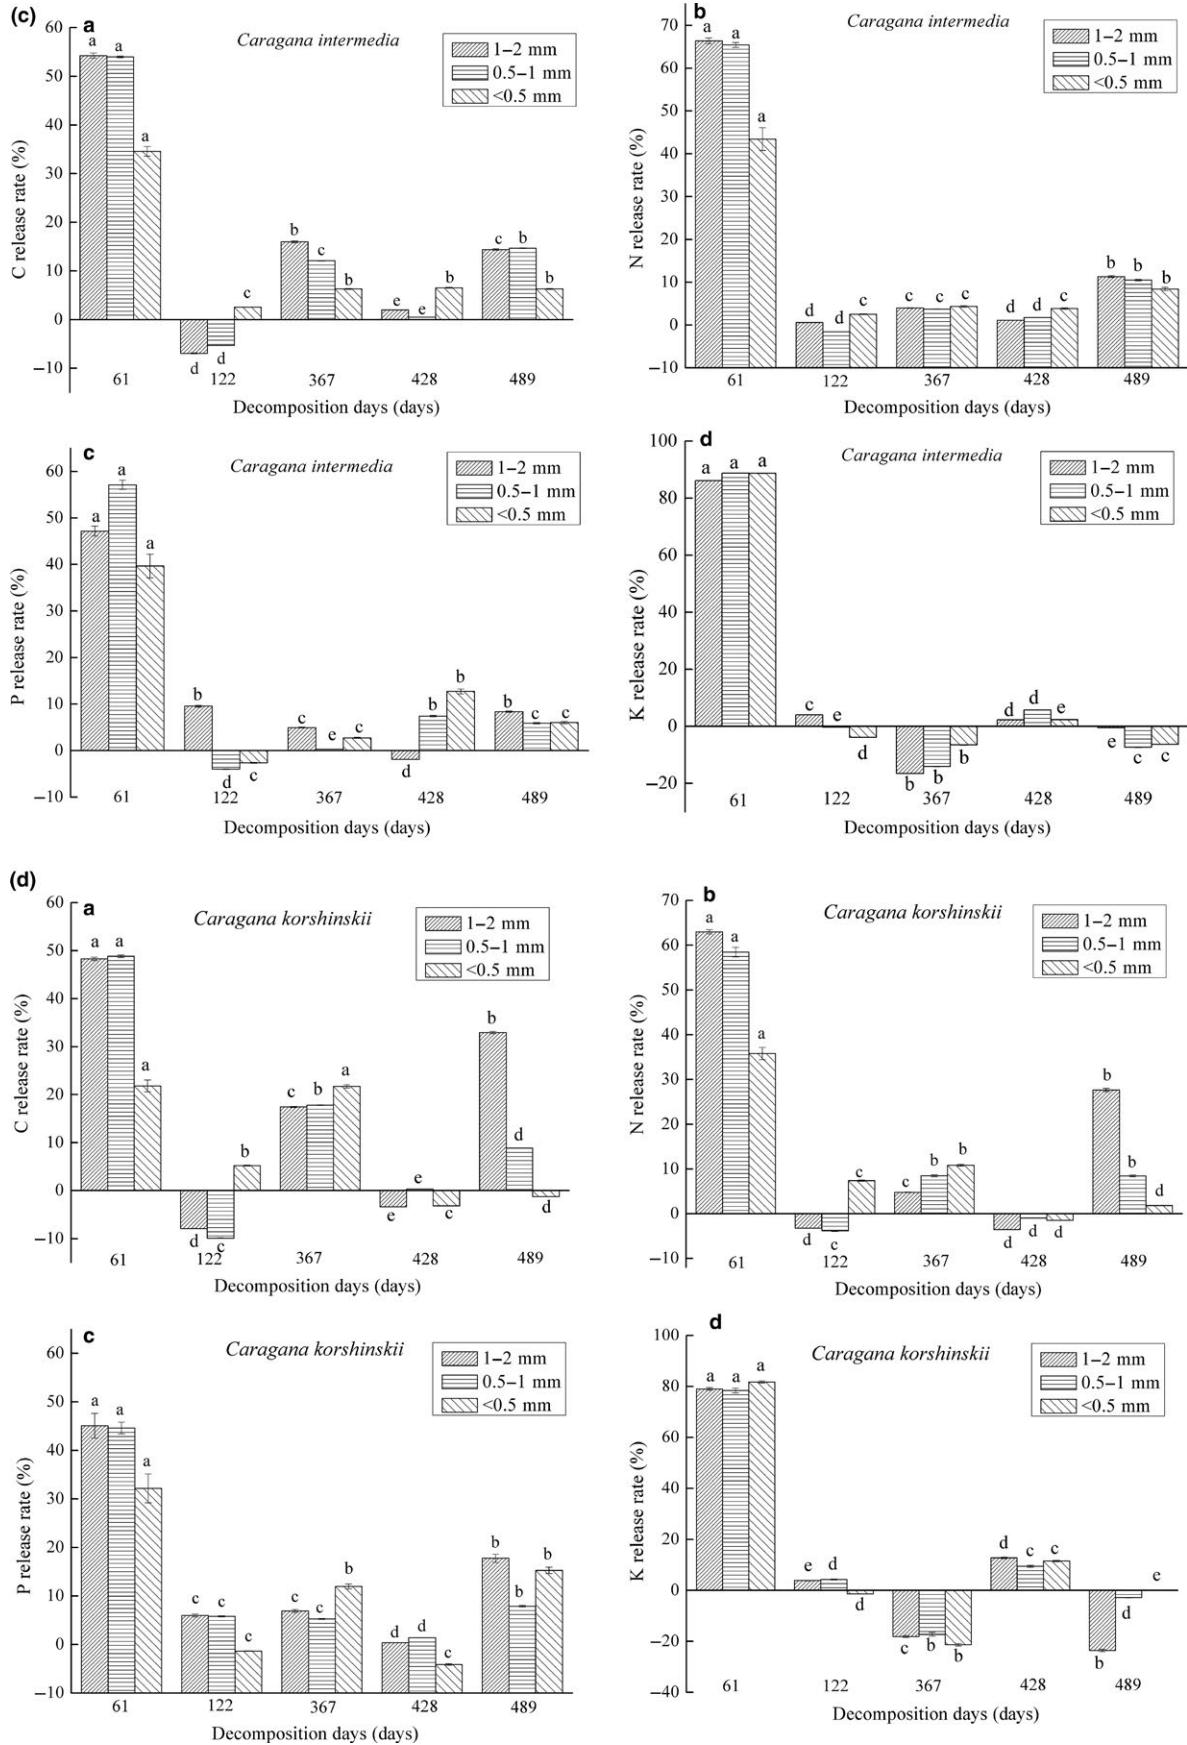 (c)
a
Caragana intermedia
1–2 mm
0.5–1 mm
<0.5 mm
C release rate (%)
60
50
40
30
20
10
0
−10
a a a
d d c
b c b
e e b
c b b
61 122 367 428 489
Decomposition days (days)
b
Caragana intermedia
1–2 mm
0.5–1 mm
<0.5 mm
N release rate (%)
70
60
50
40
30
20
10
0
10
a a a
d d c
c c c
d d c
b b b
61 122 367 428 489
Decomposition days (days)
c
Caragana intermedia
1–2 mm
0.5–1 mm
<0.5 mm
P release rate (%)
60
50
40
30
20
10
0
−10
a a a
b d c
c e c
d b b
b c c
61 122 367 428 489
Decomposition days (days)
d
Caragana intermedia
1–2 mm
0.5–1 mm
<0.5 mm
K release rate (%)
100
80
60
40
20
0
−20
a a a
c e d
b b b
d d e
e c c
61 122 367 428 489
Decomposition days (days)
(d)
a
Caragana korshinskii
1–2 mm
0.5–1 mm
<0.5 mm
C release rate (%)
60
50
40
30
20
10
0
−10
a a a
d c b
c b a
e e c
b d d
61 122 367 428 489
Decomposition days (days)
b
Caragana korshinskii
1–2 mm
0.5–1 mm
<0.5 mm
N release rate (%)
70
60
50
40
30
20
10
0
−10
a a a
d c c
c b b
d d d
b b d
61 122 367 428 489
Decomposition days (days)
c
Caragana korshinskii
1–2 mm
0.5–1 mm
<0.5 mm
P release rate (%)
60
50
40
30
20
10
0
−10
a a a
c c c
c c b
d d c
b b b
61 122 367 428 489
Decomposition days (days)
d
Caragana korshinskii
1–2 mm
0.5–1 mm
<0.5 mm
K release rate (%)
100
80
60
40
20
0
−20
−40
a a a
e d d
c b b
d c c
b d e
61 122 367 428 489
Decomposition days (days)